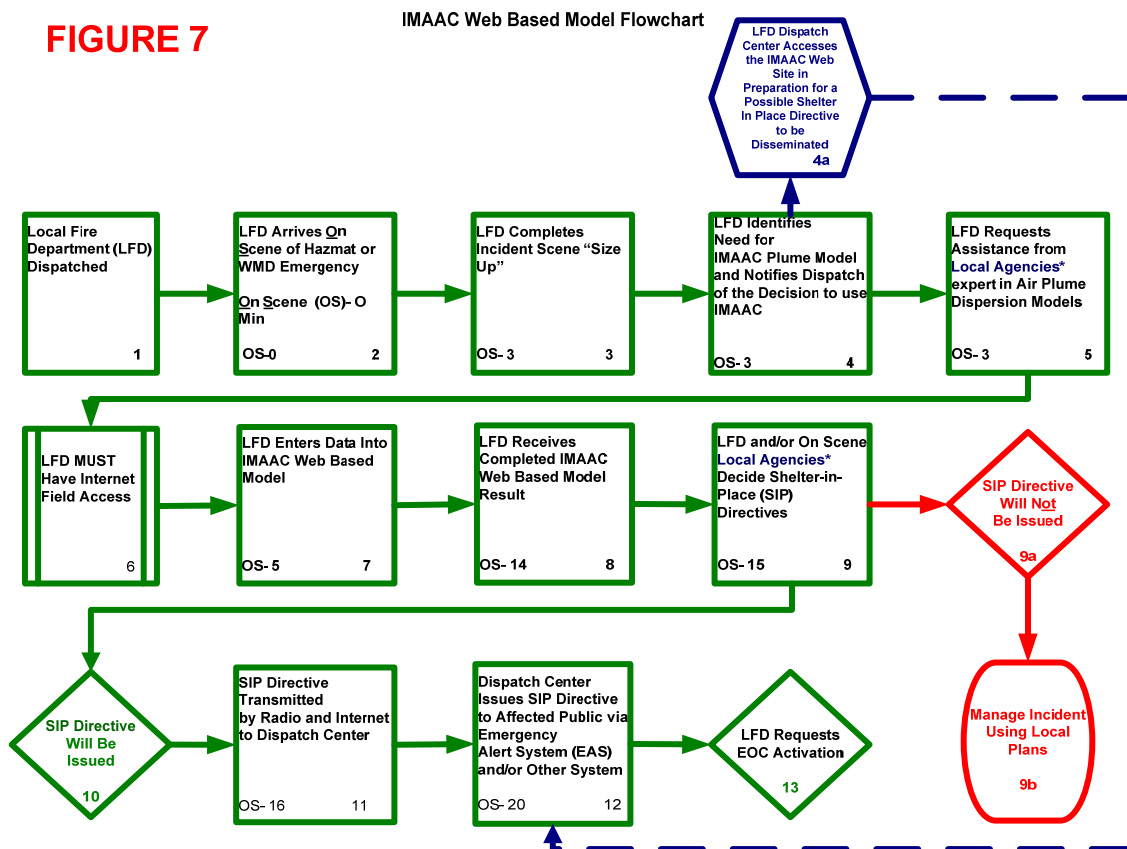 IMAAC Web Based Model Flowchart
FIGURE 7
LFD Dispatch
Center Accesses
the IMAAC Web
Site in
Preparation for a
Possible Shelter
In Place Directive
to be
Disseminated
4a
Local Fire
Department (LFD)
Dispatched
1
LFD Arrives On
Scene of Hazmat or
WMD Emergency
On Scene (OS)- O
Min
OS-0 2
LFD Completes
Incident Scene “Size
Up”
OS- 3 3
LFD Identifies
Need for
IMAAC Plume Model
and Notifies Dispatch
of the Decision to use
IMAAC
OS- 3 4
LFD Requests
Assistance from
Local Agencies*
expert in Air Plume
Dispersion Models
OS- 3 5
LFD MUST
Have Internet
Field Access
6
LFD Enters Data Into
IMAAC Web Based
Model
OS- 5 7
LFD Receives
Completed IMAAC
Web Based Model
Result
OS- 14 8
LFD and/or On Scene
Local Agencies*
Decide Shelter-in-
Place (SIP)
Directives
OS- 15 9
SIP Directive
Will Not
Be Issued
9a
Manage Incident
Using Local
Plans
9b
SIP Directive
Will Be
Issued
10
SIP Directive
Transmitted
by Radio and Internet
to Dispatch Center
OS- 16 11
Dispatch Center
Issues SIP Directive
to Affected Public via
Emergency
Alert System (EAS)
and/or Other System
OS- 20 12
LFD Requests
EOC Activation
13